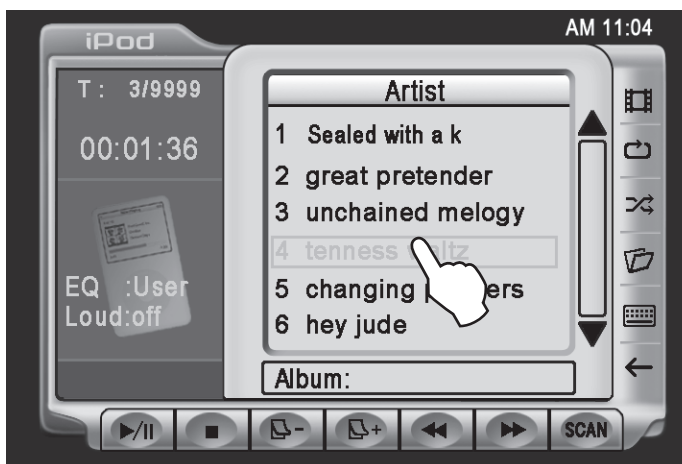 AM 11:04
iPod
T : 3/9999
00:01:36
EQ :User
Loud:off
Artist
1 Sealed with a k
2 great pretender
3 unchained melogy
4 tenness
5 changing
6 hey jude
Album:
SCAN